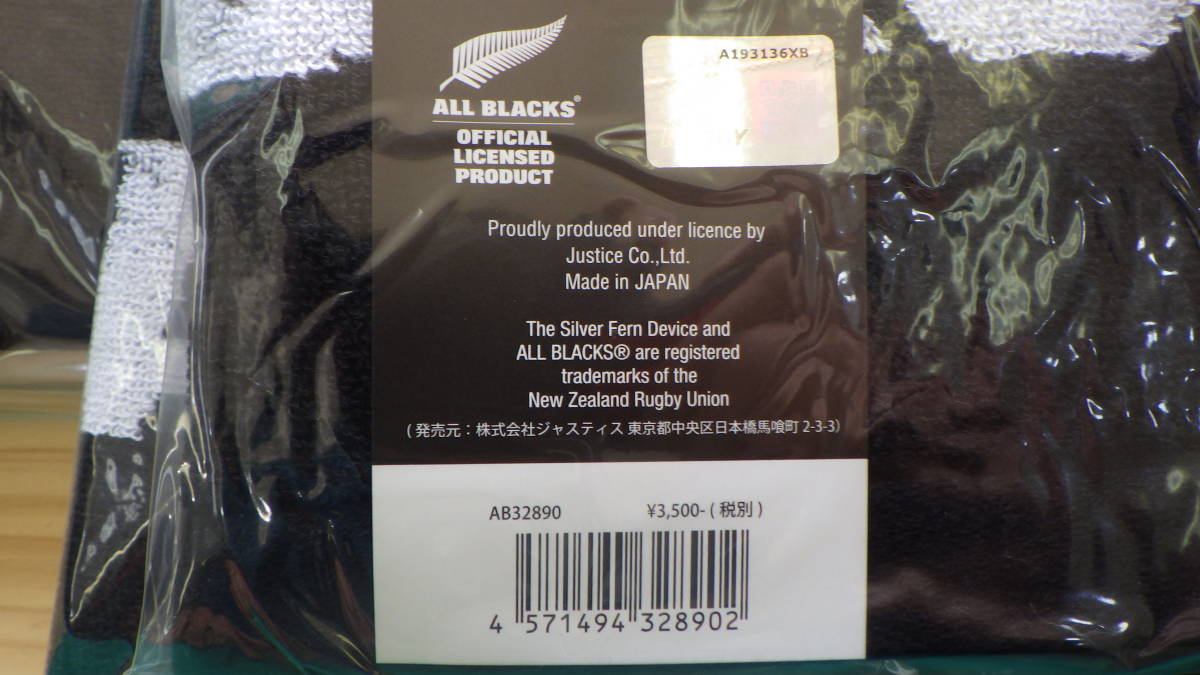 ALL BLACKS®
OFFICIAL
LICENSED
PRODUCT
A193136XB
Proudly produced under licence by
Justice Co.,Ltd.
Made in JAPAN
The Silver Fern Device and
ALL BLACKS® are registered
trademarks of the
New Zealand Rugby Union
(発売元:株式会社ジャスティス 東京都中央区日本橋馬喰町 2-3-3)
AB32890 ¥3,500-(税別)
4 571494 328902